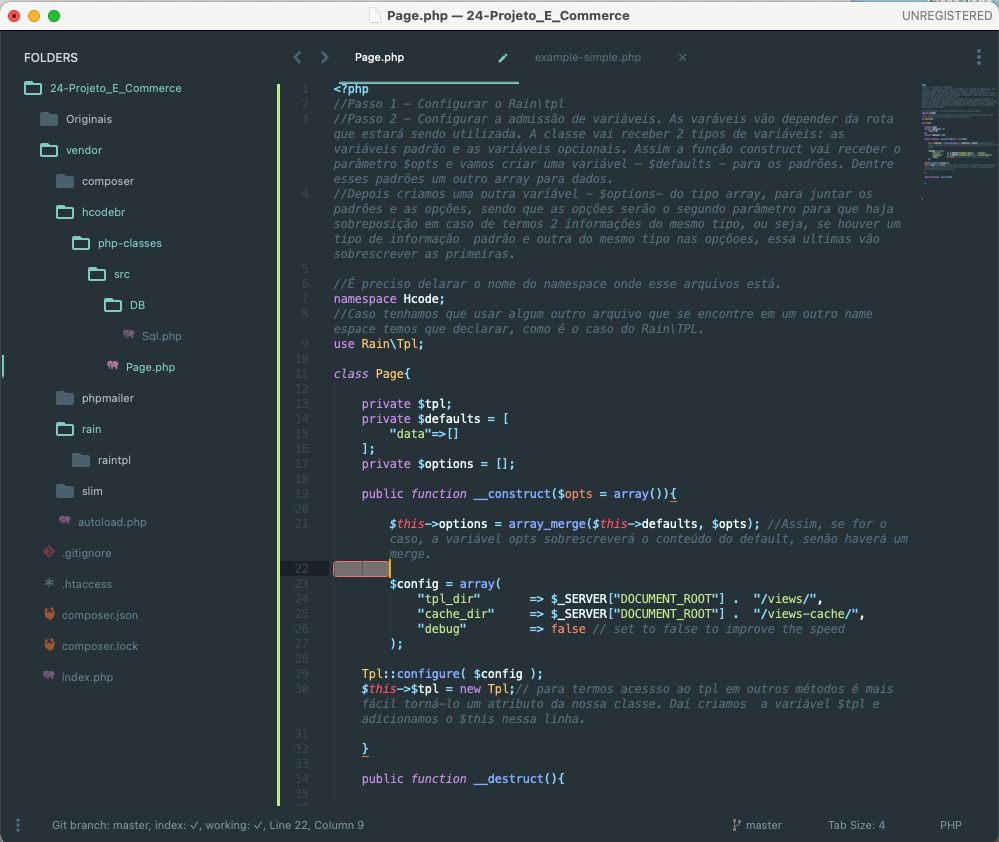 Page.php — 24-Projeto_E_Commerce
UNREGISTERED
FOLDERS
24-Projeto_E_Commerce
Originais
vendor
composer
hcodebr
php-classes
src
DB
Sql.php
Page.php
phpmailer
rain
raintpl
slim
autoload.php
.gitignore
.htaccess
composer.json
composer.lock
index.php
Page.php
example-simple.php
1 <?php
2 //Passo 1 - Configurar o Rain\tpl
3 //Passo 2 - Configurar a admissão de variáveis. As varáveis vão depender da rota
que estará sendo utilizada. A classe vai receber 2 tipos de variáveis: as
variáveis padrão e as variáveis opcionais. Assim a função construct vai receber o
parâmetro $opts e vamos criar uma variável - $defaults - para os padrões. Dentre
esses padrões um outro array para dados.
4 //Depois criamos uma outra varíável - $options- do tipo array, para juntar os
padrões e as opções, sendo que as opções serão o segundo parâmetro para que haja
sobreposição em caso de termos 2 informações do mesmo tipo, ou seja, se houver um
tipo de informação  padrão e outra do mesmo tipo nas opçõoes, essa ultimas vão
sobrescrever as primeiras.
5
6 //É preciso delarar o nome do namespace onde esse arquivos está.
7 namespace Hcode;
8 //Caso tenhamos que usar algum outro arquivo que se encontre em um outro name
espace temos que declarar, como é o caso do Rain\TPL.
9 use Rain\Tpl;
10
11 class Page{
12
13 private $tpl;
14 private $defaults = [
15 "data"=>[]
16 ];
17 private $options = [];
18
19 public function __construct($opts = array()){
20
21 $this->options = array_merge($this->defaults, $opts); //Assim, se for o
caso, a variável opts sobrescreverá o conteúdo do default, senão haverá um
merge.
22
23 $config = array(
24 "tpl_dir" => $_SERVER["DOCUMENT_ROOT"] .  "/views/",
25 "cache_dir" => $_SERVER["DOCUMENT_ROOT"] .  "/views-cache/",
26 "debug" => false // set to false to improve the speed
27 );
28
29 Tpl::configure( $config );
30 $this->$tpl = new Tpl;// para termos acessso ao tpl em outros métodos é mais
fácil torná-lo um atributo da nossa classe. Daí criamos  a variável $tpl e
adicionamos o $this nessa linha.
31
32 }
33
34 public function __destruct(){
35
Git branch: master, index: ✓, working: ✓, Line 22, Column 9
master
Tab Size: 4
PHP